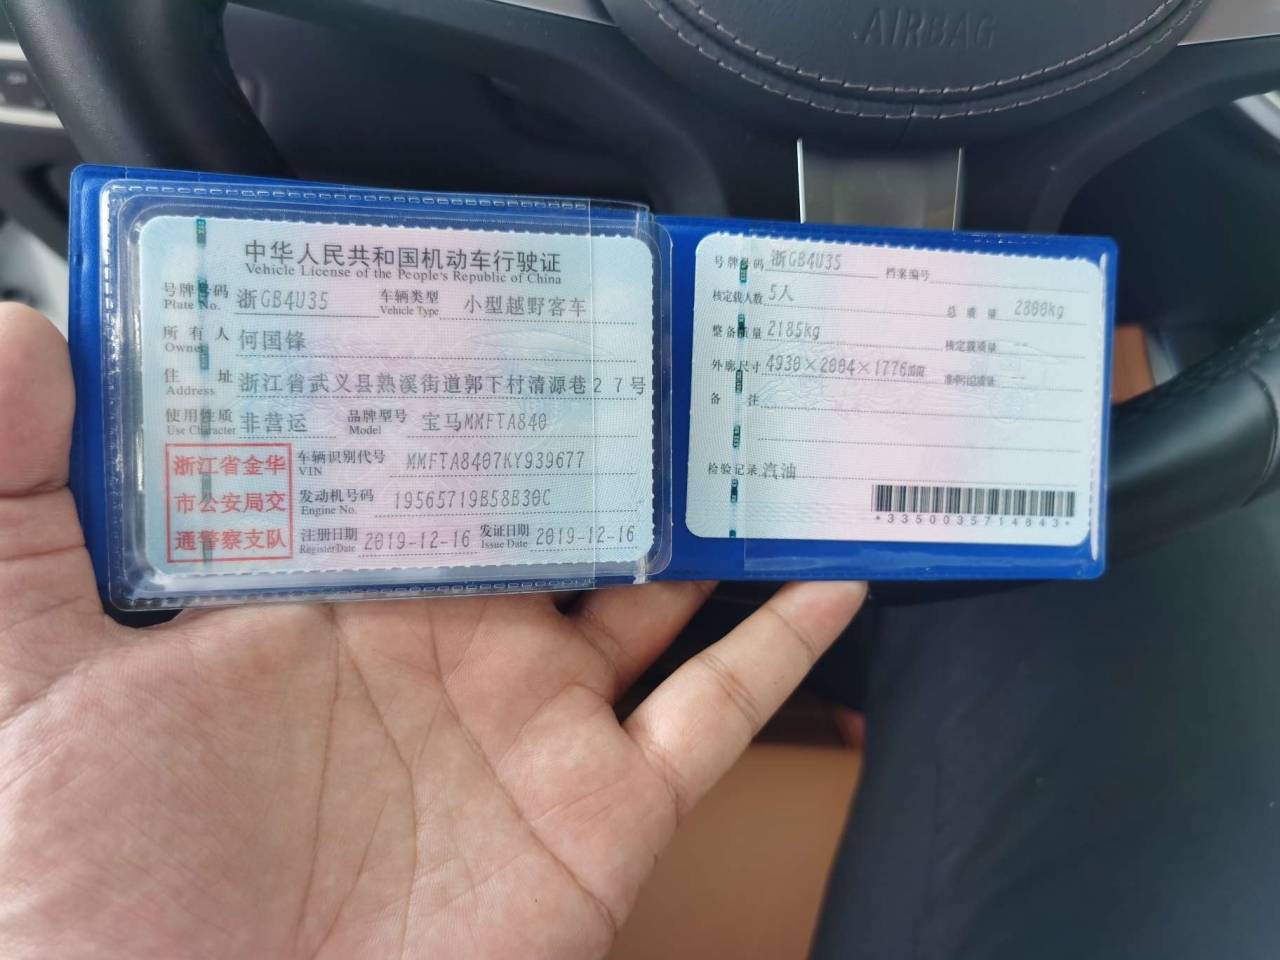 AIRBAG
中华人民共和国机动车行驶证
Vehicle License of the People's Republic of China
号牌号码 浙GB4U35 车辆类型 小型越野客车
Plate No. Vehicle Type
所有人 何国锋
Owner
住址 浙江省武义县熟溪街道郭下村清源巷27号
Address
使用性质 非营运 品牌型号 宝马MMFTA840
Use Character Model
浙江省金华
市公安局交
通警察支队
车辆识别代号 MMFTA8407KY939677
VIN
发动机号码 19565719B58B30C
Engine No.
注册日期 2019-12-16 发证日期 2019-12-16
Register Date Issue Date
号牌号码 浙GB4U35 档案编号
核定载人数 5人 总质量 2800kg
整备质量 2185kg 核定载质量 --
外廓尺寸 4930×2004×1776mm 准牵引总质量 --
备注
检验记录 汽油
*3350035714843*